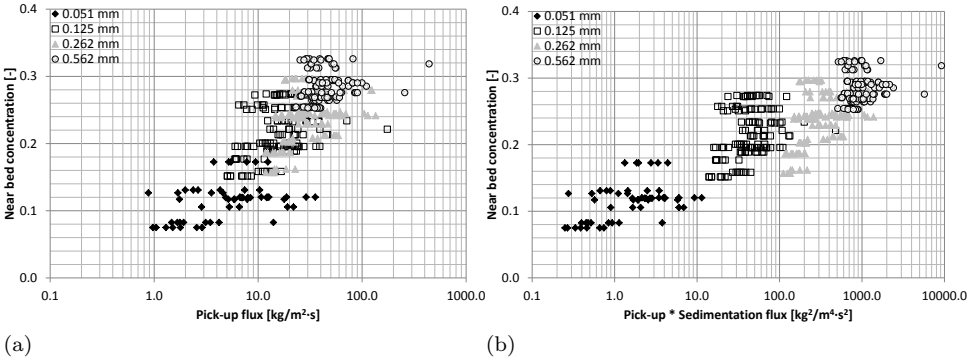 0.4
0.3
0.2
0.1
0.0
Near bed concentration [-]
0.051 mm
0.125 mm
0.262 mm
0.562 mm
0.1 1.0 10.0 100.0 1000.0
Pick-up flux [kg/m²·s]
(a)
0.4
0.3
0.2
0.1
0.0
Near bed concentration [-]
0.051 mm
0.125 mm
0.262 mm
0.562 mm
0.1 1.0 10.0 100.0 1000.0 10000.0
Pick-up * Sedimentation flux [kg²/m⁴·s²]
(b)